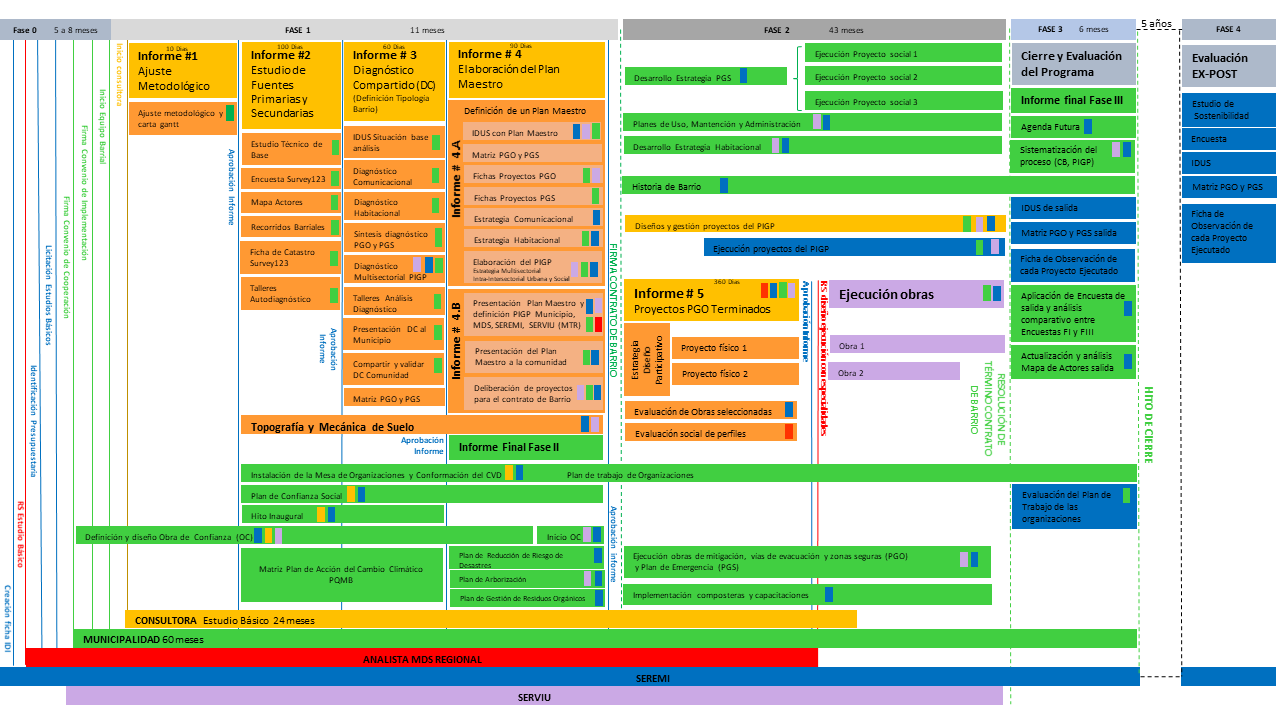 Fase 0 5 a 8 meses
FASE 1 11 meses
FASE 2 43 meses
FASE 3 6 meses
5 años
FASE 4
Creación ficha IDI
RS Estudio Básico
Identificación Presupuestaria
Licitación Estudios Básicos
Firma Convenio de Cooperación
Firma Convenio de Implementación
Inicio Equipo Barrial
Inicio consultora
10 Días
Informe #1
Ajuste
Metodológico
Ajuste metodológico y
carta gantt
Aprobación Informe
100 Días
Informe #2
Estudio de
Fuentes
Primarias y
Secundarias
Estudio Técnico de
Base
Encuesta Survey123
Mapa Actores
Recorridos Barriales
Ficha de Catastro
Survey123
Talleres
Autodiagnóstico
Aprobación
Informe
60 Días
Informe # 3
Diagnóstico
Compartido (DC)
(Definición Tipología
Barrio)
IDUS Situación base
análisis
Diagnóstico
Comunicacional
Diagnóstico
Habitacional
Síntesis diagnóstico
PGO y PGS
Diagnóstico
Multisectorial PIGP
Talleres Análisis
Diagnóstico
Presentación DC al
Municipio
Compartir y validar
DC Comunidad
Matriz PGO y PGS
90 Días
Informe # 4
Elaboración del Plan
Maestro
Definición de un Plan Maestro
Informe # 4 A
IDUS con Plan Maestro
Matriz PGO y PGS
Fichas Proyectos PGO
Fichas Proyectos PGS
Estrategia Comunicacional
Estrategia Habitacional
Elaboración del PIGP
Estrategia Multisectorial
Intra-Intersectorial Urbana y Social
Informe # 4.B
Presentación Plan Maestro y
definición PIGP Municipio,
MDS, SEREMI, SERVIU (MTR)
Presentación del Plan
Maestro a la comunidad
Deliberación de proyectos
para el contrato de Barrio
Topografía y Mecánica de Suelo
Aprobación
Informe
Informe Final Fase II
FIRMA CONTRATO DE BARRIO
Aprobación informe
Instalación de la Mesa de Organizaciones y Conformación del CVD
Plan de trabajo de Organizaciones
Plan de Confianza Social
Hito Inaugural
Definición y diseño Obra de Confianza (OC)
Inicio OC
Matriz Plan de Acción del Cambio Climático
PQMB
Plan de Reducción de Riesgo de
Desastres
Plan de Arborización
Plan de Gestión de Residuos Orgánicos
Desarrollo Estrategia PGS
Ejecución Proyecto social 1
Ejecución Proyecto social 2
Ejecución Proyecto social 3
Planes de Uso, Mantención y Administración
Desarrollo Estrategia Habitacional
Historia de Barrio
Diseños y gestión proyectos del PIGP
Ejecución proyectos del PIGP
360 Días
Informe # 5
Proyectos PGO Terminados
Estrategia
Diseño
Participativo
Proyecto físico 1
Proyecto físico 2
Evaluación de Obras seleccionadas
Evaluación social de perfiles
Aprobación Informe
Ejecución obras
Obra 1
Obra 2
RESOLUCIÓN DE
TÉRMINO CONTRATO
DE BARRIO
Ejecución obras de mitigación, vías de evacuación y zonas seguras (PGO)
y Plan de Emergencia (PGS)
Implementación composteras y capacitaciones
Cierre y Evaluación
del Programa
Informe final Fase III
Agenda Futura
Sistematización del
proceso (CB, PIGP)
IDUS de salida
Matriz PGO y PGS salida
Ficha de Observación de
cada Proyecto Ejecutado
Aplicación de Encuesta de
salida y análisis
comparativo entre
Encuestas FI y FIII
Actualización y análisis
Mapa de Actores salida
Evaluación del Plan de
Trabajo de las
organizaciones
HITO DE CIERRE
Evaluación
EX-POST
Estudio de
Sostenibilidad
Encuesta
IDUS
Matriz PGO y PGS
Ficha de
Observación de
cada Proyecto
Ejecutado
CONSULTORA Estudio Básico 24 meses
MUNICIPALIDAD 60 meses
ANALISTA MDS REGIONAL
SEREMI
SERVIU